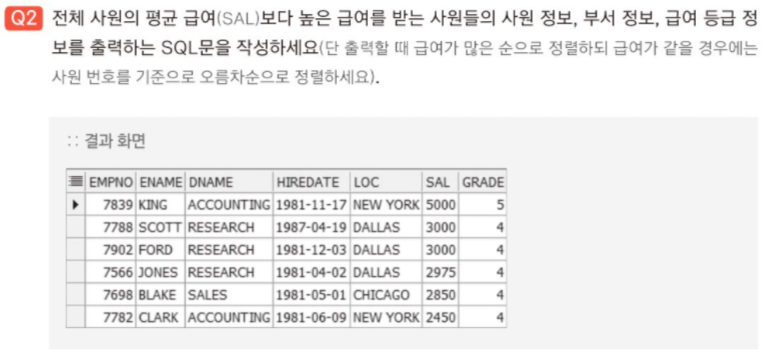 Q2 전체 사원의 평균 급여(SAL)보다 높은 급여를 받는 사원들의 사원 정보, 부서 정보, 급여 등급 정
보를 출력하는 SQL문을 작성하세요(단 출력할 때 급여가 많은 순으로 정렬하되 급여가 같을 경우에는
사원 번호를 기준으로 오름차순으로 정렬하세요).
:: 결과 화면
EMPNO ENAME DNAME HIREDATE LOC SAL GRADE
7839 KING ACCOUNTING 1981-11-17 NEW YORK 5000 5
7788 SCOTT RESEARCH 1987-04-19 DALLAS 3000 4
7902 FORD RESEARCH 1981-12-03 DALLAS 3000 4
7566 JONES RESEARCH 1981-04-02 DALLAS 2975 4
7698 BLAKE SALES 1981-05-01 CHICAGO 2850 4
7782 CLARK ACCOUNTING 1981-06-09 NEW YORK 2450 4